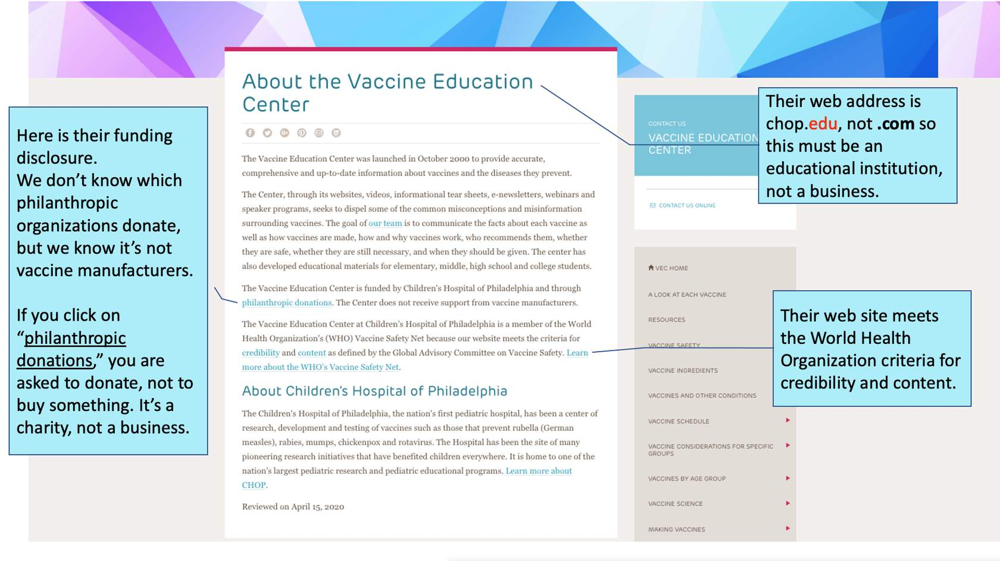 About the Vaccine Education
Center
The Vaccine Education Center was launched in October 2000 to provide accurate,
comprehensive and up-to-date information about vaccines and the diseases they prevent.
The Center, through its websites, videos, informational tear sheets, e-newsletters, webinars and
speaker programs, seeks to dispel some of the common misconceptions and misinformation
surrounding vaccines. The goal of our team is to communicate the facts about each vaccine as
well as how vaccines are made, how and why vaccines work, who recommends them, whether
they are safe, whether they are still necessary, and when they should be given. The center has
also developed educational materials for elementary, middle, high school and college students.
The Vaccine Education Center is funded by Children's Hospital of Philadelphia and through
philanthropic donations. The Center does not receive support from vaccine manufacturers.
The Vaccine Education Center at Children's Hospital of Philadelphia is a member of the World
Health Organization's (WHO) Vaccine Safety Net because our website meets the criteria for
credibility and content as defined by the Global Advisory Committee on Vaccine Safety. Learn
more about the WHO's Vaccine Safety Net.
About Children's Hospital of Philadelphia
The Children's Hospital of Philadelphia, the nation's first pediatric hospital, has been a center of
research, development and testing of vaccines such as those that prevent rubella (German
measles), rabies, mumps, chickenpox and rotavirus. The Hospital has been the site of many
pioneering research initiatives that have benefited children everywhere. It is home to one of the
nation's largest pediatric research and pediatric educational programs. Learn more about
CHOP.
Reviewed on April 15, 2020
Here is their funding
disclosure.
We don't know which
philanthropic
organizations donate,
but we know it's not
vaccine manufacturers.
If you click on
“philanthropic
donations,” you are
asked to donate, not to
buy something. It's a
charity, not a business.
CONTACT US
VACCINE EDUCATION
CENTER
CONTACT US ONLINE
Their web address is
chop.edu, not .com so
this must be an
educational institution,
not a business.
VEC HOME
A LOOK AT EACH VACCINE
RESOURCES
VACCINE SAFETY
VACCINE INGREDIENTS
VACCINES AND OTHER CONDITIONS
VACCINE SCHEDULE
VACCINE CONSIDERATIONS FOR SPECIFIC
GROUPS
VACCINES BY AGE GROUP
VACCINE SCIENCE
MAKING VACCINES
Their web site meets
the World Health
Organization criteria for
credibility and content.